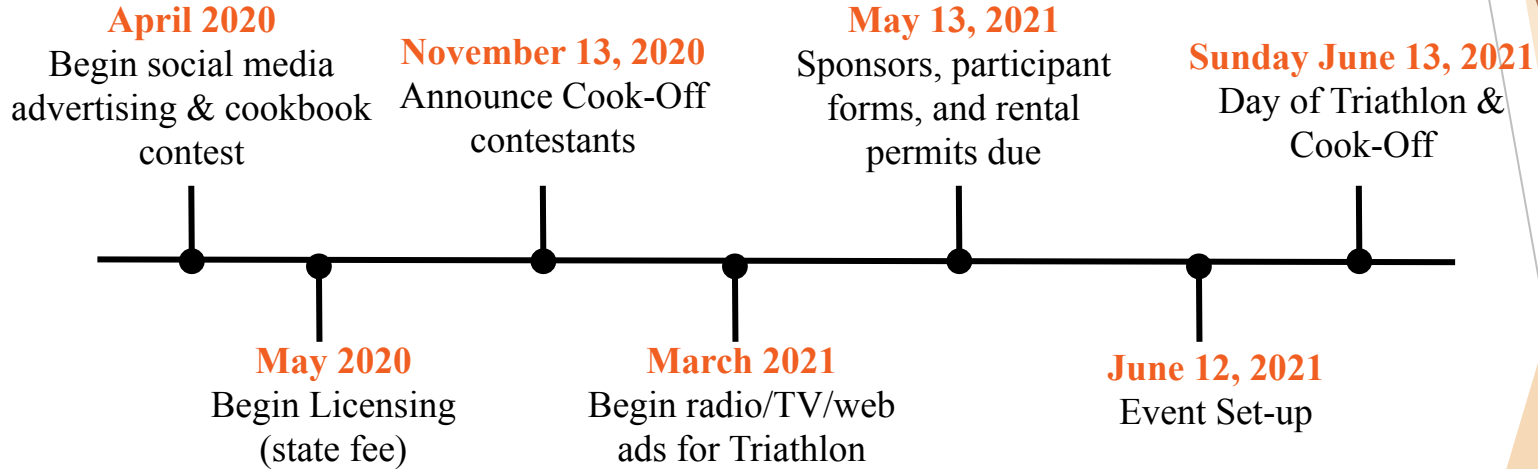 April 2020
Begin social media
advertising & cookbook
contest
November 13, 2020
Announce Cook-Off
contestants
May 13, 2021
Sponsors, participant
forms, and rental
permits due
Sunday June 13, 2021
Day of Triathlon &
Cook-Off
May 2020
Begin Licensing
(state fee)
March 2021
Begin radio/TV/web
ads for Triathlon
June 12, 2021
Event Set-up